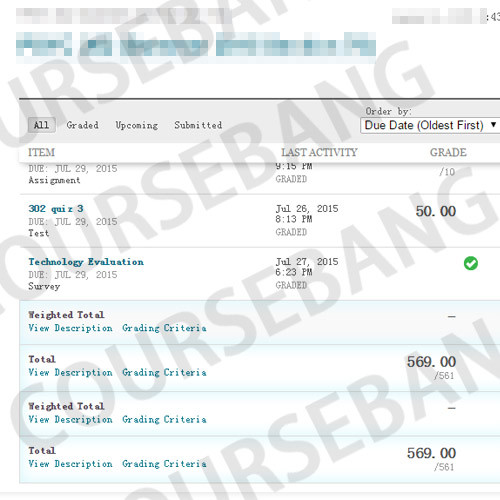 :43
Order by:
All Graded Upcoming Submitted Due Date (Oldest First)
ITEM LAST ACTIVITY GRADE
9:15 PM
DUE: JUL 29, 2015 /10
Assignment GRADED
302 quiz 3 Jul 26, 2015 50.00
DUE: JUL 29, 2015 8:13 PM
Test GRADED
Technology Evaluation Jul 27, 2015
DUE: JUL 29, 2015 6:23 PM
Survey GRADED
Weighted Total —
View Description Grading Criteria
Total 569.00
View Description Grading Criteria /561
Weighted Total —
View Description Grading Criteria
Total 569.00
View Description Grading Criteria /561
COURSEBANG
COURSEBANG
COURSEBANG